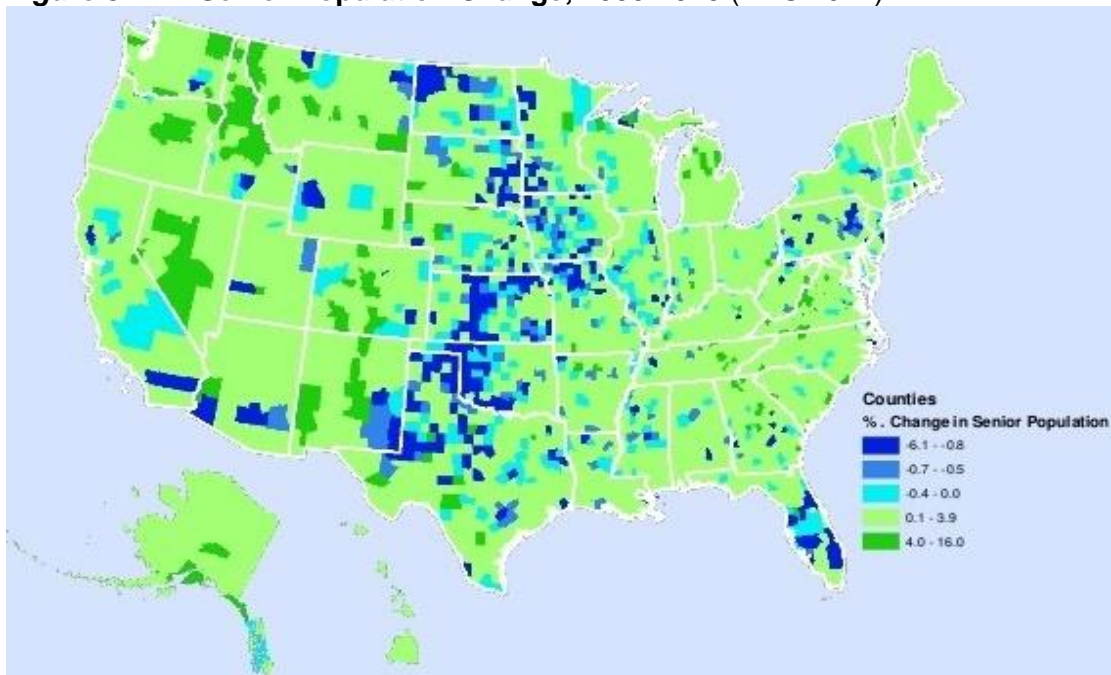 Counties
%. Change in Senior Population
-6.1 - -0.8
-0.7 - -0.5
-0.4 - 0.0
0.1 - 3.9
4.0 - 16.0